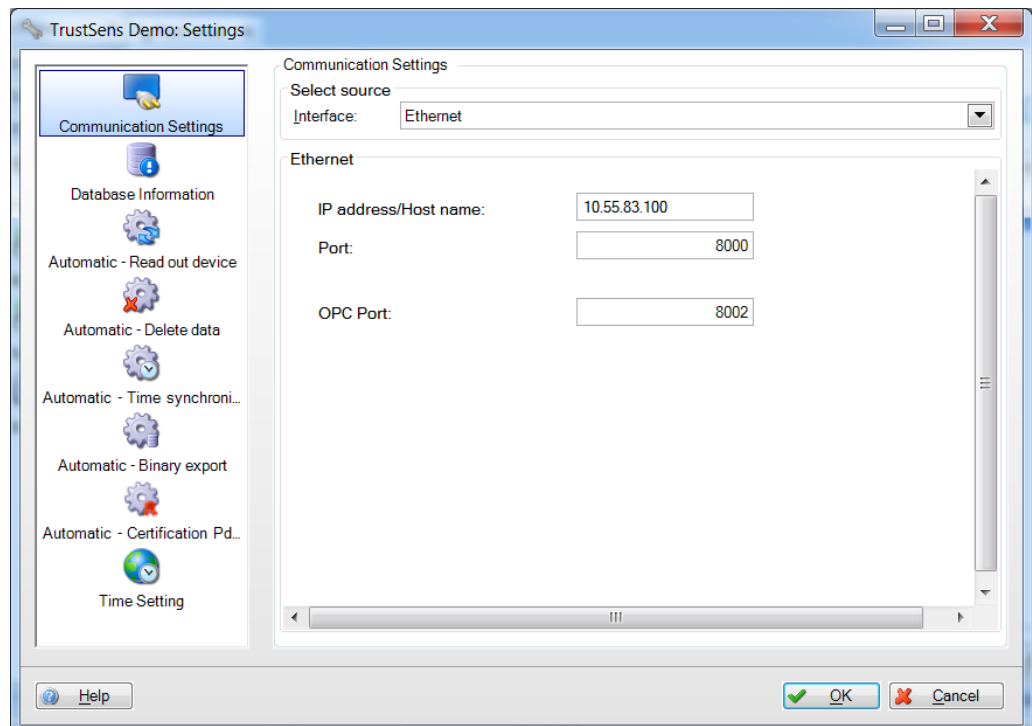 TrustSens Demo: Settings
Communication Settings
Database Information
Automatic - Read out device
Automatic - Delete data
Automatic - Time synchroni...
Automatic - Binary export
Automatic - Certification Pd...
Time Setting
Communication Settings
Select source
Interface: Ethernet
Ethernet
IP address/Host name: 10.55.83.100
Port: 8000
OPC Port: 8002
Help
OK
Cancel